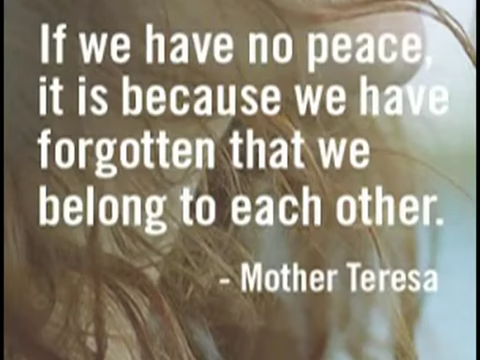 If we have no peace,
it is because we have
forgotten that we
belong to each other.
- Mother Teresa